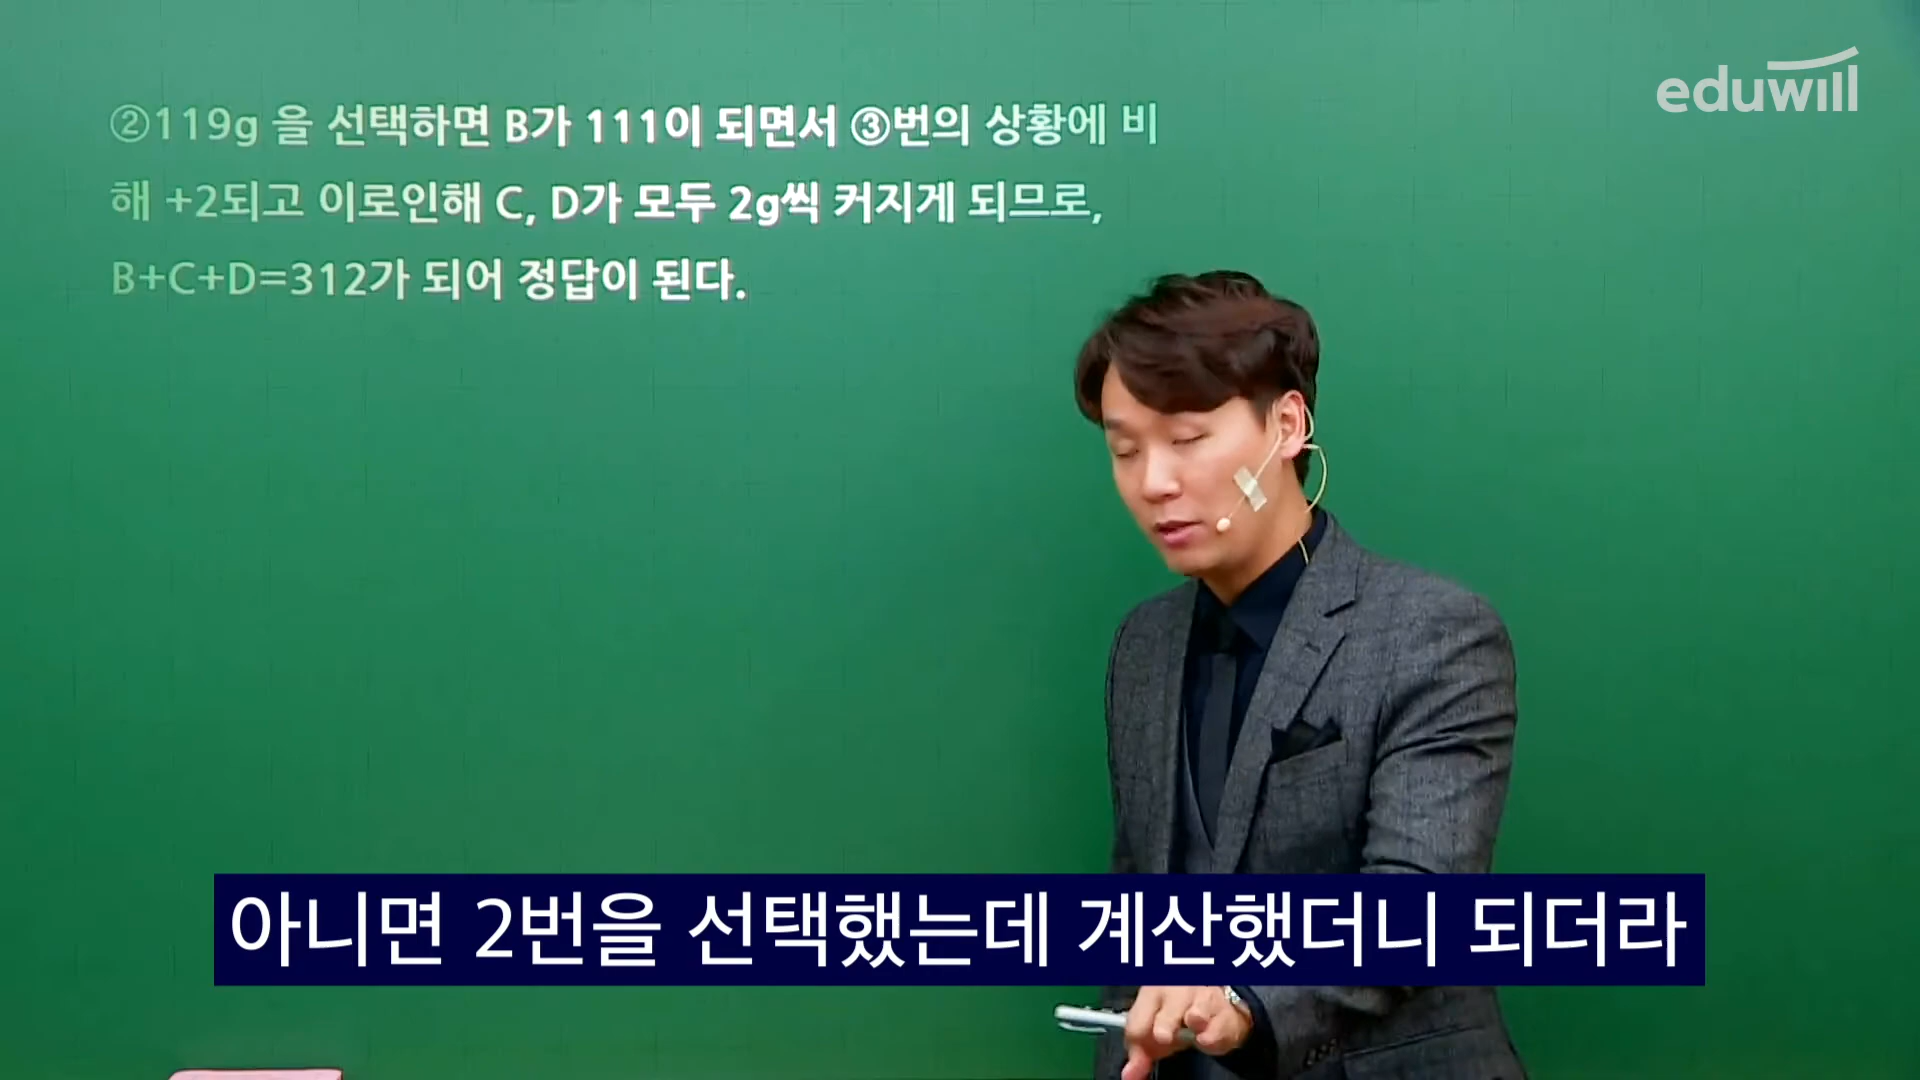 eduwill
②119g 을 선택하면 B가 111이 되면서 ③번의 상황에 비
해 +2되고 이로인해 C, D가 모두 2g씩 커지게 되므로,
B+C+D=312가 되어 정답이 된다.
아니면 2번을 선택했는데 계산했더니 되더라